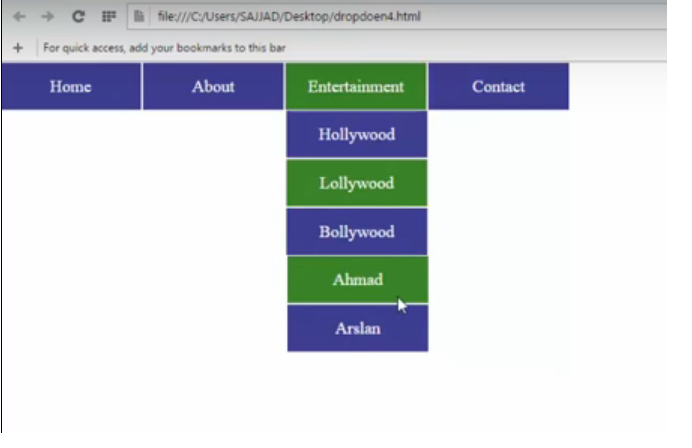 file:///C:/Users/SAJJAD/Desktop/dropdoen4.html
For quick access, add your bookmarks to this bar
Home About Entertainment Contact
Hollywood
Lollywood
Bollywood
Ahmad
Arslan